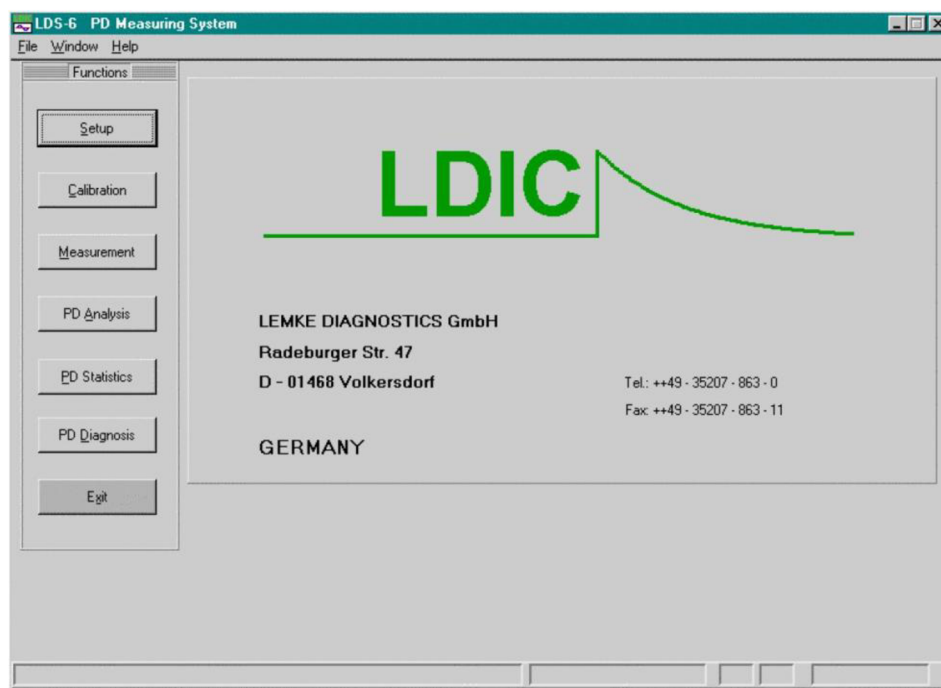 LDS-6 PD Measuring System
File Window Help
Functions
Setup
Calibration
Measurement
PD Analysis
PD Statistics
PD Diagnosis
Exit
LDIC
LEMKE DIAGNOSTICS GmbH
Radeburger Str. 47
D - 01468 Volkersdorf
Tel.: ++49 - 35207 - 863 - 0
Fax: ++49 - 35207 - 863 - 11
GERMANY